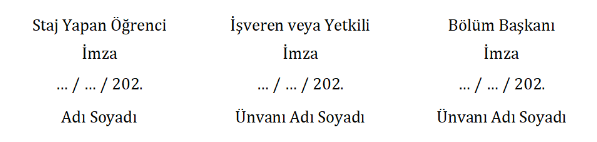 Staj Yapan Öğrenci İşveren veya Yetkili Bölüm Başkanı
İmza İmza İmza
... / ... / 202. ... / ... / 202. ... / ... / 202.
Adı Soyadı Ünvanı Adı Soyadı Ünvanı Adı Soyadı